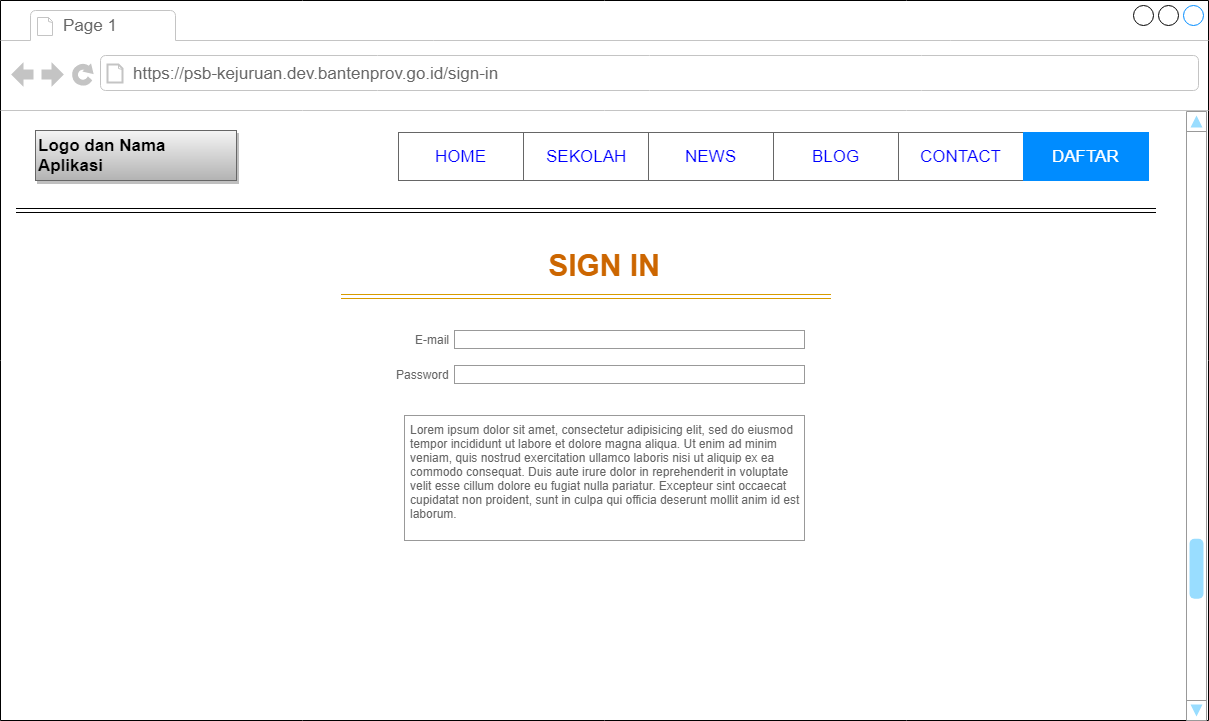 Page 1
https://psb-kejuruan.dev.bantenprov.go.id/sign-in
Logo dan Nama
Aplikasi
HOME SEKOLAH NEWS BLOG CONTACT DAFTAR
SIGN IN
E-mail
Password
Lorem ipsum dolor sit amet, consectetur adipisicing elit, sed do eiusmod
tempor incididunt ut labore et dolore magna aliqua. Ut enim ad minim
veniam, quis nostrud exercitation ullamco laboris nisi ut aliquip ex ea
commodo consequat. Duis aute irure dolor in reprehenderit in voluptate
velit esse cillum dolore eu fugiat nulla pariatur. Excepteur sint occaecat
cupidatat non proident, sunt in culpa qui officia deserunt mollit anim id est
laborum.